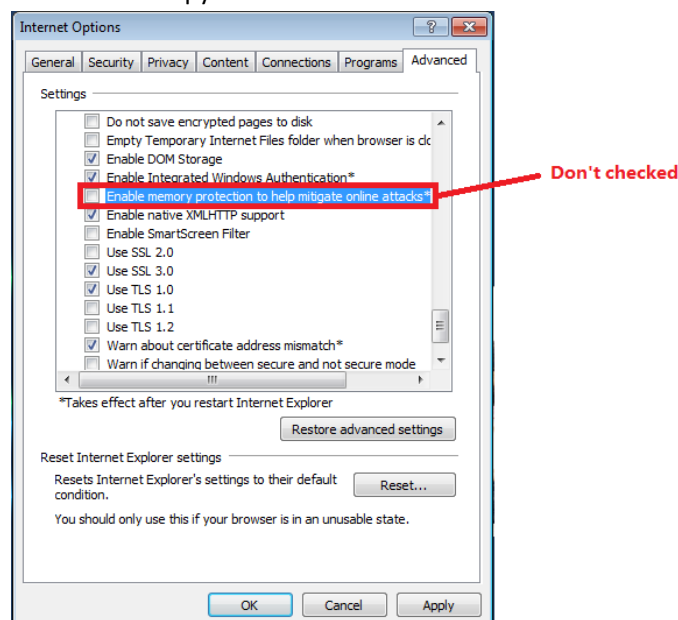 Internet Options
General Security Privacy Content Connections Programs Advanced
Settings
Do not save encrypted pages to disk
Empty Temporary Internet Files folder when browser is
Enable DOM Storage
Enable Integrated Windows Authentication*
Enable memory protection to help mitigate online attacks*
Don't checked
Enable native XMLHTTP support
Enable SmartScreen Filter
Use SSL 2.0
Use SSL 3.0
Use TLS 1.0
Use TLS 1.1
Use TLS 1.2
Warn about certificate address mismatch*
Warn if changing between secure and not secure mode
*Takes effect after you restart Internet Explorer
Restore advanced settings
Reset Internet Explorer settings
Resets Internet Explorer's settings to their default
condition.
Reset...
You should only use this if your browser is in an unusable state.
OK Cancel Apply